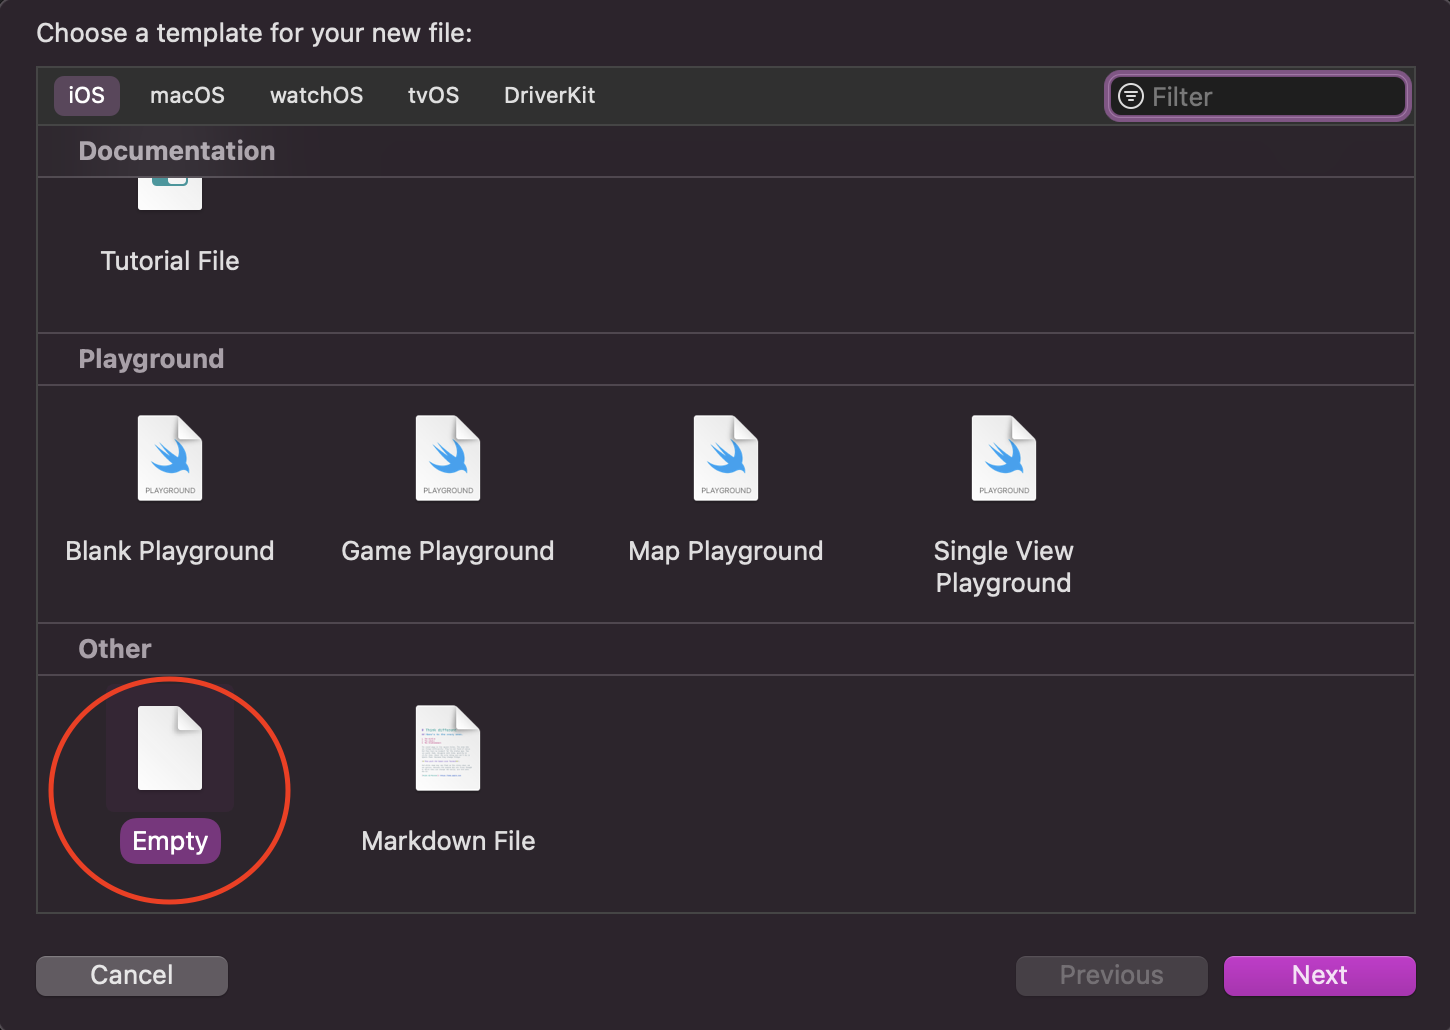 Choose a template for your new file:
iOS macOS watchOS tvOS DriverKit Filter
Documentation
Tutorial File
Playground
PLAYGROUND PLAYGROUND PLAYGROUND PLAYGROUND
Blank Playground Game Playground Map Playground Single View
Playground
Other
Empty Markdown File
Cancel Previous Next